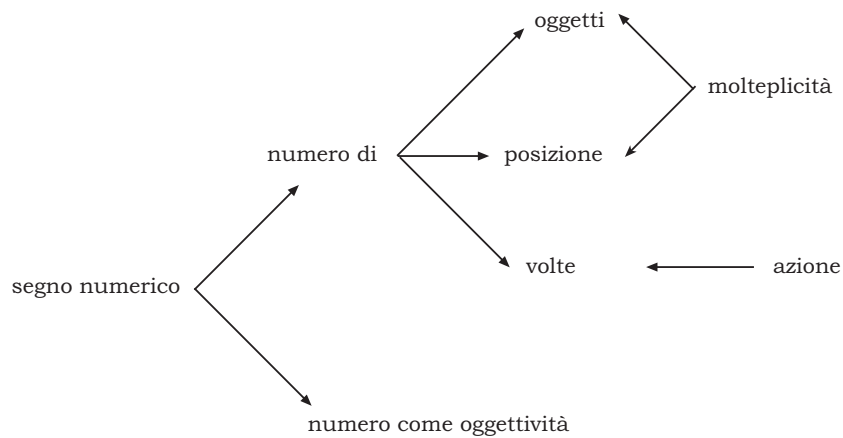 oggetti
molteplicità
numero di
posizione
volte
azione
segno numerico
numero come oggettività